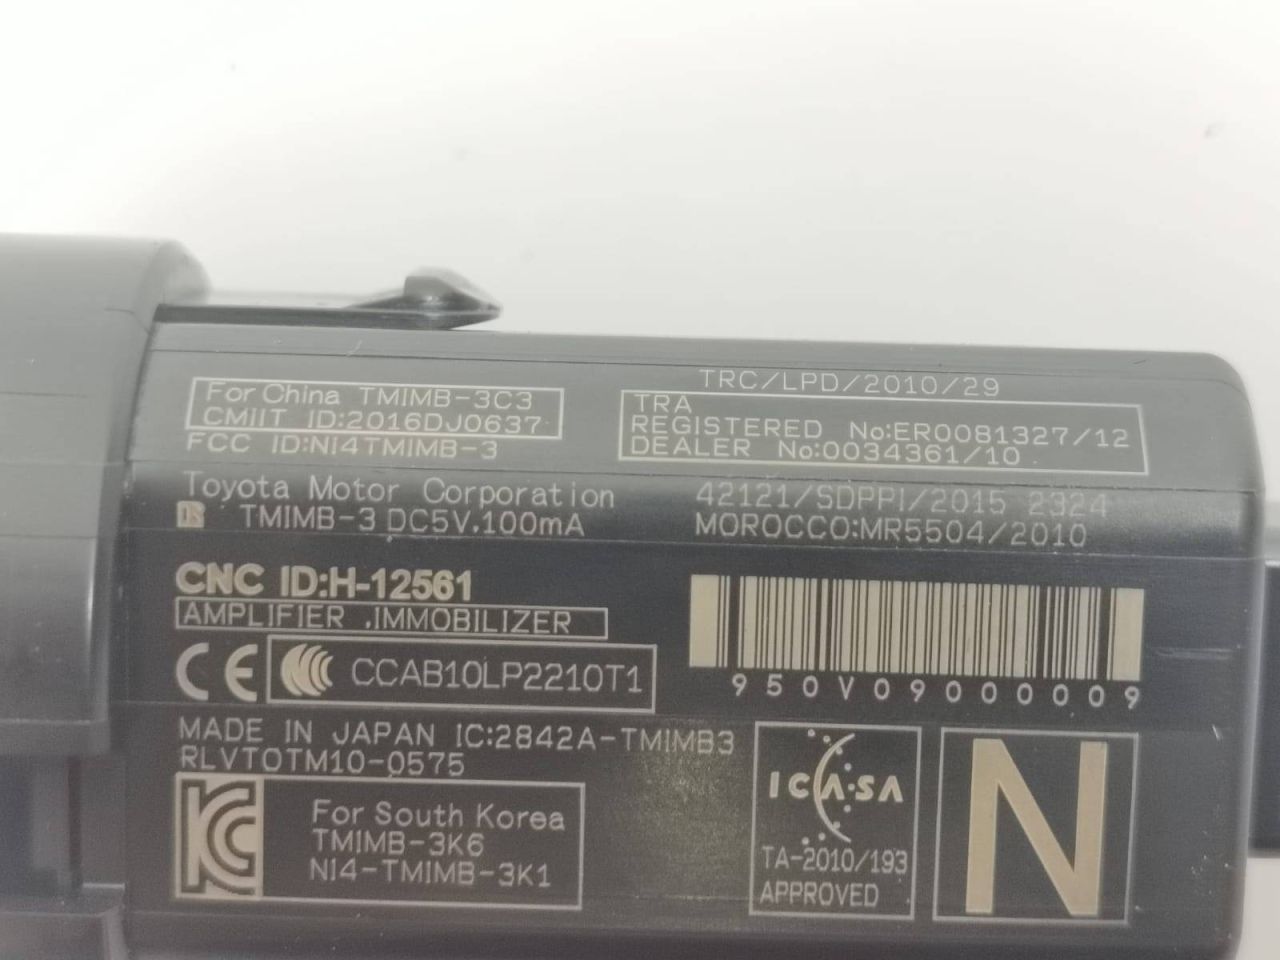 For China TMIMB-3C3
CMIIT ID:2016DJ0637
FCC ID:NI4TMIMB-3
TRC/LPD/2010/29
TRA
REGISTERED No:ER0081327/12
DEALER No:0034361/10
Toyota Motor Corporation
TMIMB-3 DC5V.100mA
42121/SDPPI/2015 2324
MOROCCO:MR5504/2010
CNC ID:H-12561
AMPLIFIER .IMMOBILIZER
CE CCAB10LP2210T1
950V09000009
MADE IN JAPAN IC:2842A-TMIMB3
RLVTOTM10-0575
KC
For South Korea
TMIMB-3K6
NI4-TMIMB-3K1
ICASA
TA-2010/193
APPROVED
N